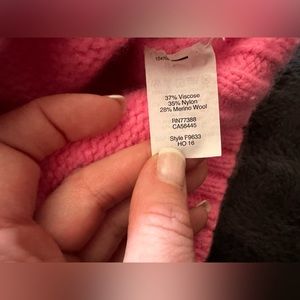 37% Viscose
35% Nylon
28% Merino Wool
RN77388
CA56445
Style F9633
HO 16